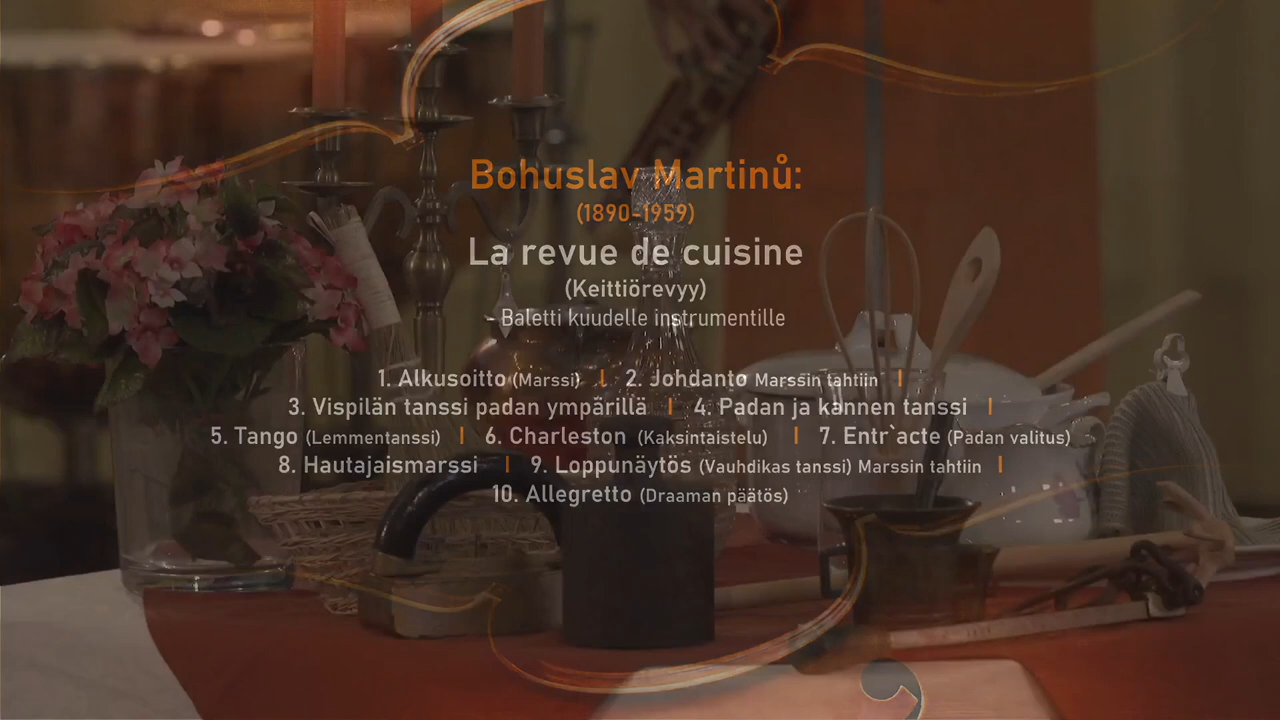 Bohuslav Martinů:
(1890-1959)
La revue de cuisine
(Keittiörevyy)
- Baletti kuudelle instrumentille
1. Alkusoitto (Marssi) | 2. Johdanto Marssin tahtiin |
3. Vispilän tanssi padan ympärillä | 4. Padan ja kannen tanssi |
5. Tango (Lemmentanssi) | 6. Charleston (Kaksintaistelu) | 7. Entr`acte (Padan valitus)
8. Hautajaismarssi | 9. Loppunäytös (Vauhdikas tanssi) Marssin tahtiin |
10. Allegretto (Draaman päätös)